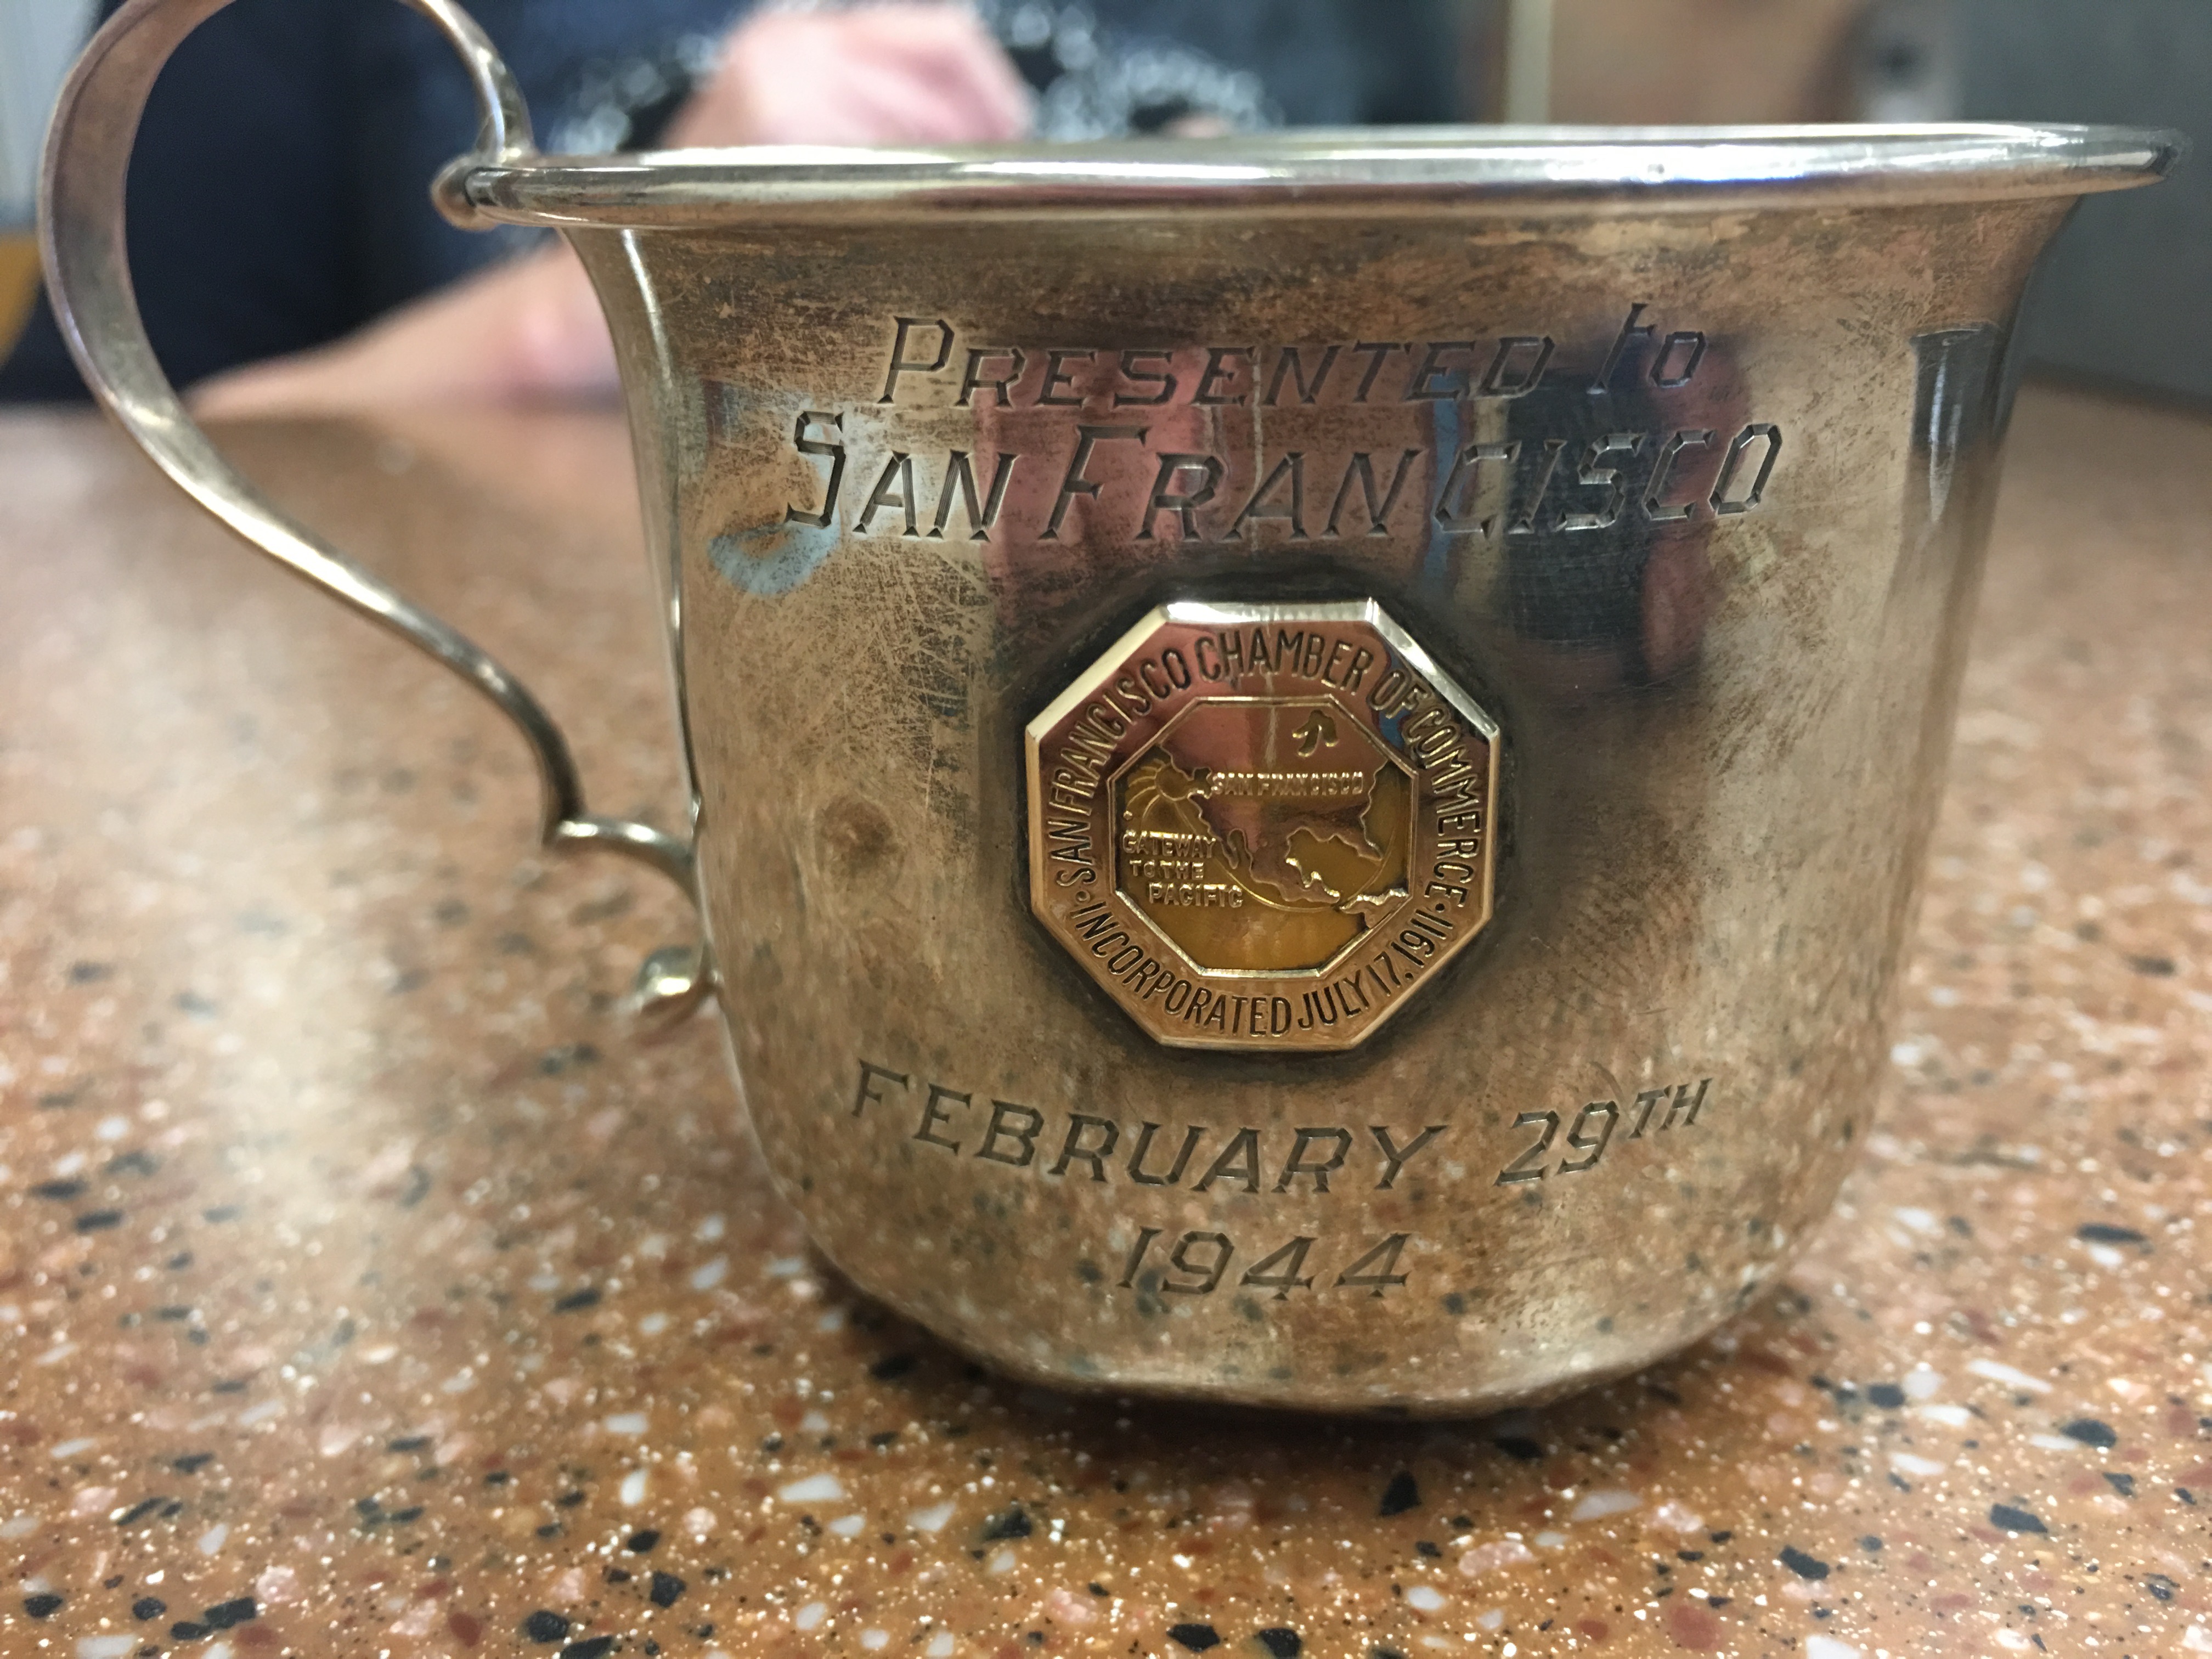 PRESENTED to
SAN FRANCISCO
SAN FRANCISCO CHAMBER OF COMMERCE
SAN FRANCISCO
GATEWAY
TO THE
PACIFIC
• INCORPORATED JULY 17, 1911 •
FEBRUARY 29TH
1944